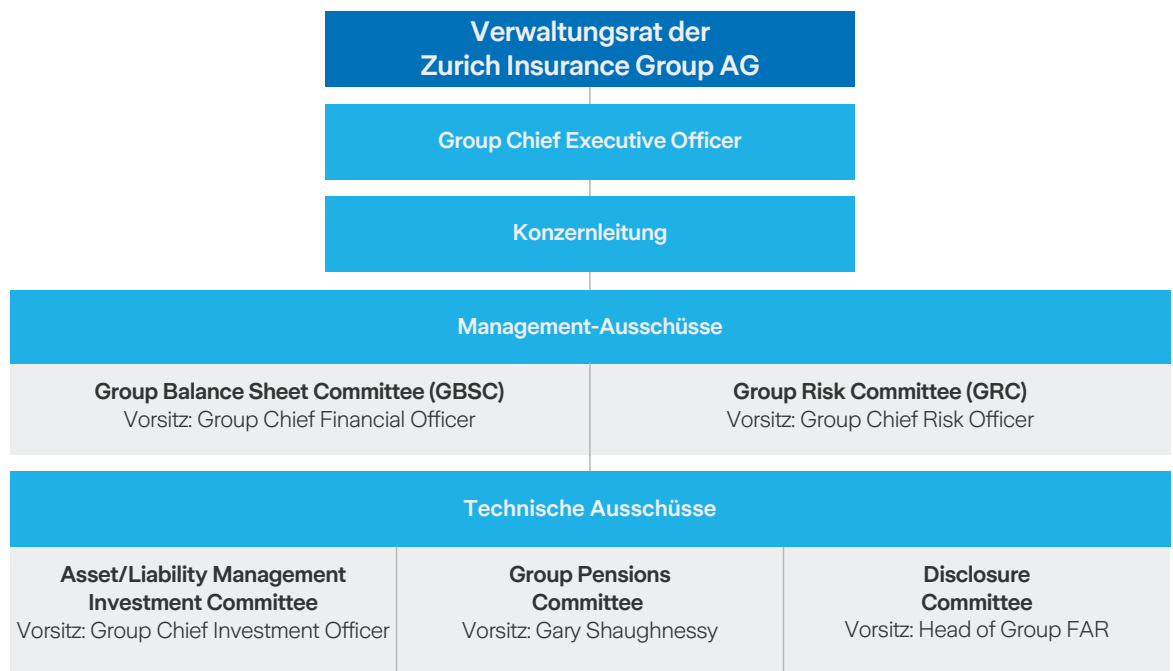 Verwaltungsrat der
Zurich Insurance Group AG
Group Chief Executive Officer
Konzernleitung
Management-Ausschüsse
Group Balance Sheet Committee (GBSC)
Vorsitz: Group Chief Financial Officer
Group Risk Committee (GRC)
Vorsitz: Group Chief Risk Officer
Technische Ausschüsse
Asset/Liability Management
Investment Committee
Vorsitz: Group Chief Investment Officer
Group Pensions
Committee
Vorsitz: Gary Shaughnessy
Disclosure
Committee
Vorsitz: Head of Group FAR